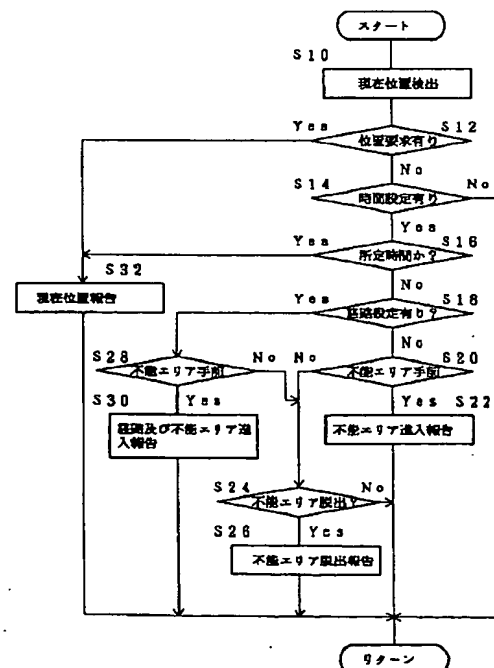 スタート
S10
現在位置検出
Yes
S12
位置要求有り
No
S14
No
時間設定有り
Yes
Yes
S16
所定時間か?
S32
No
現在位置報告
Yes
S18
経路設定有り?
No
S28
No
No
S20
不能エリア手前
不能エリア手前
S30
Yes
Yes
S22
経路及び不能エリア進
入報告
不能エリア進入報告
S24
No
不能エリア脱出?
S26
Yes
不能エリア脱出報告
リターン